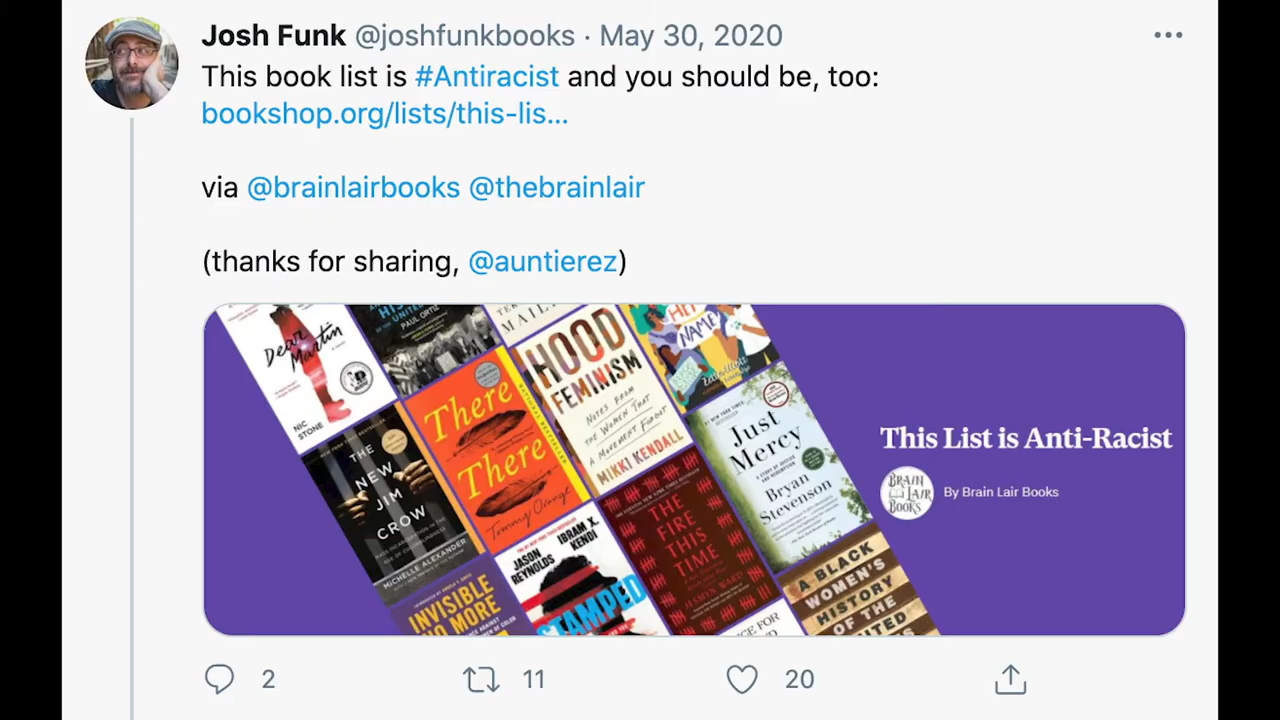 Josh Funk @joshfunkbooks · May 30, 2020
This book list is #Antiracist and you should be, too:
bookshop.org/lists/this-lis...
via @brainlairbooks @thebrainlair
(thanks for sharing, @auntierez)
Dear
Martin
NIC
STONE
PAUL ORTIZ
HOOD
FEMINISM
NOTES FROM
THE WOMEN THAT
A MOVEMENT FORGOT
MIKKI KENDALL
NAME
There
There
Tommy Orange
THE
NEW
JIM
CROW
MICHELLE ALEXANDER
Just
Mercy
Bryan
Stevenson
THE
FIRE
THIS
TIME
JESMYN WARD
JASON
REYNOLDS
IBRAM X.
KENDI
STAMPED
INVISIBLE
NO MORE
A BLACK
WOMEN'S
HISTORY
OF THE
This List is Anti-Racist
BRAIN
LAIR
BOOKS
By Brain Lair Books
2 11 20